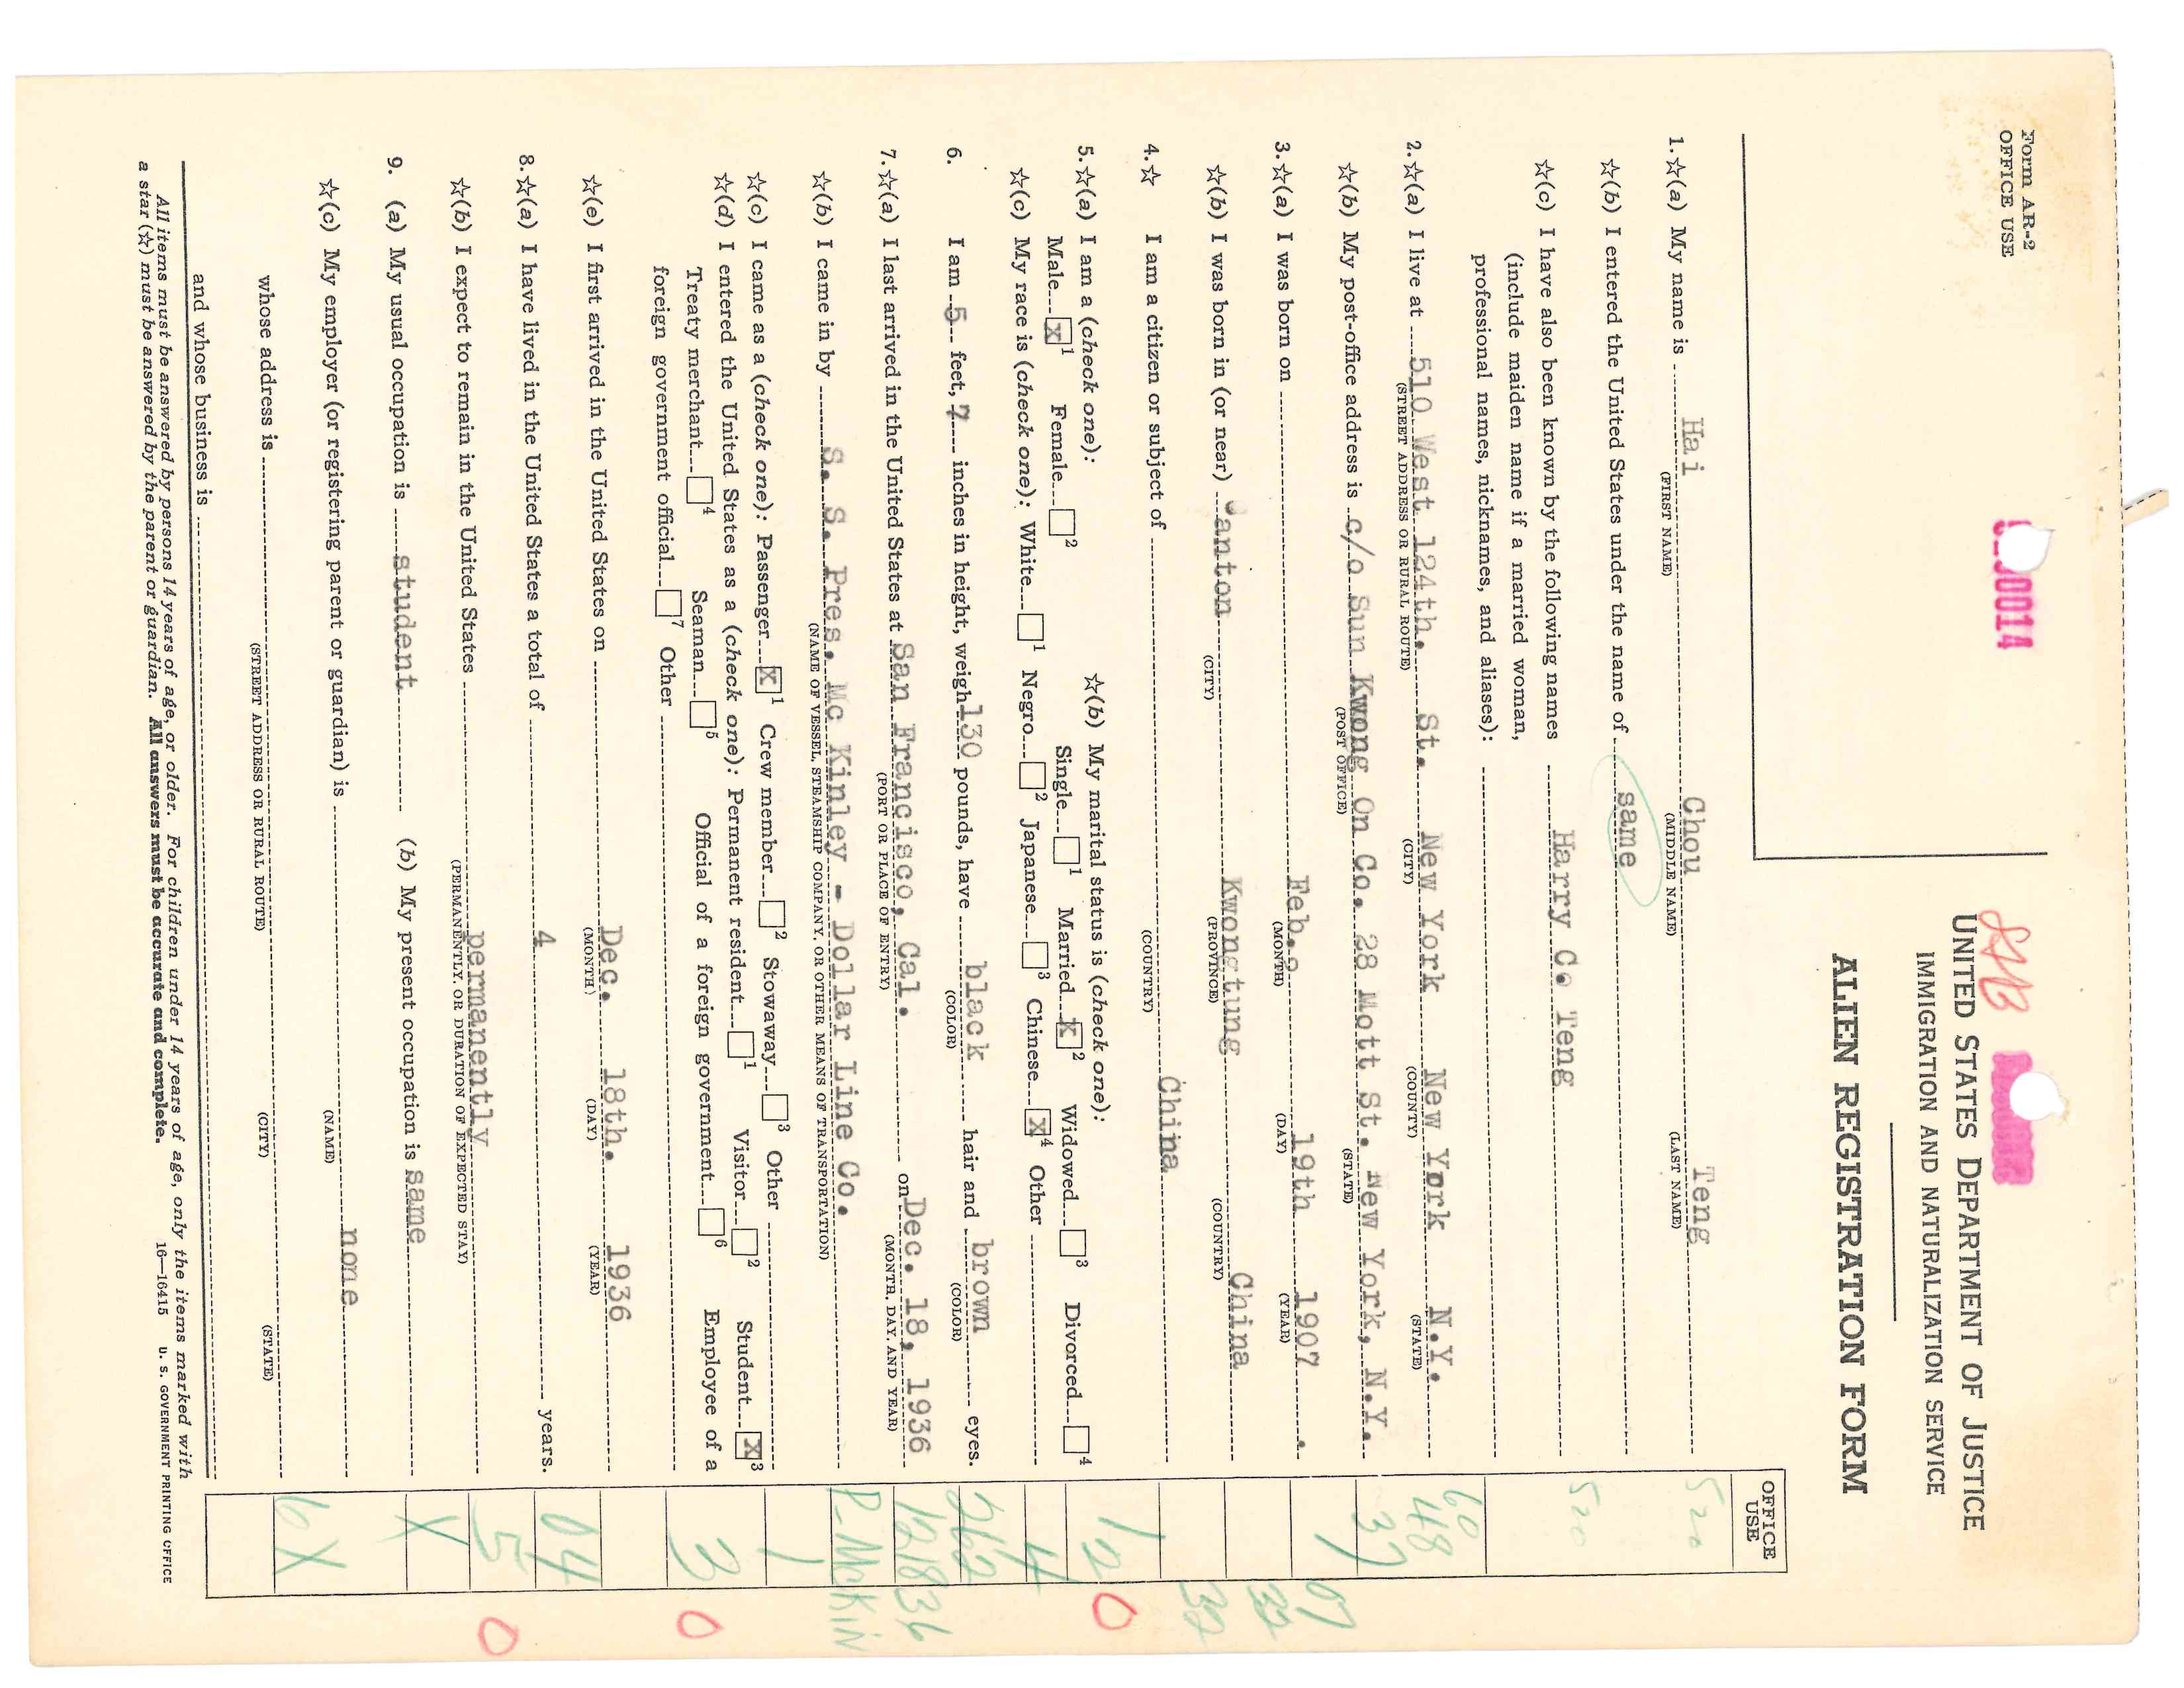 Form AR-2
OFFICE USE
0014
UNITED STATES DEPARTMENT OF JUSTICE
IMMIGRATION AND NATURALIZATION SERVICE
ALIEN REGISTRATION FORM
OFFICE
USE
1.☆(a) My name is Hai Chou Teng 520
(FIRST NAME) (MIDDLE NAME) (LAST NAME)
☆(b) I entered the United States under the name of same
☆(c) I have also been known by the following names Harry C. Teng 520
(include maiden name if a married woman,
professional names, nicknames, and aliases):
60
2.☆(a) I live at 510 West 124th. St. New York New York N.Y. 48
(STREET ADDRESS OR RURAL ROUTE) (CITY) (COUNTY) (STATE)
☆(b) My post-office address is c/o Sun Kwong On Co. 28 Mott St. New York, N.Y. 37
(POST OFFICE) (STATE)
07
3.☆(a) I was born on Feb. 19th 1907
(MONTH) (DAY) (YEAR)
32
☆(b) I was born in (or near) Canton Kwongtung China
(CITY) (PROVINCE) (COUNTRY)
32
4.☆ I am a citizen or subject of China
(COUNTRY)
5.☆(a) I am a (check one): ☆(b) My marital status is (check one): 1 2 0
Male X 1 Female 2 Single 1 Married X 2 Widowed 3 Divorced 4
☆(c) My race is (check one): White 1 Negro 2 Japanese 3 Chinese X 4 Other 4
6. I am 5 feet, 7 inches in height, weigh 130 pounds, have black hair and brown eyes. 262
(COLOR) (COLOR)
7.☆(a) I last arrived in the United States at San Francisco, Cal. on Dec. 18, 1936 121836
(PORT OR PLACE OF ENTRY) (MONTH, DAY, AND YEAR)
☆(b) I came in by S. S. Pres. Mc Kinley - Dollar Line Co. P-McKIN
(NAME OF VESSEL, STEAMSHIP COMPANY, OR OTHER MEANS OF TRANSPORTATION)
☆(c) I came as a (check one): Passenger X 1 Crew member 2 Stowaway 3 Other 1
☆(d) I entered the United States as a (check one): Permanent resident 1 Visitor 2 Student X 3
Treaty merchant 4 Seaman 5 Official of a foreign government 6 Employee of a 3 0
foreign government official 7 Other
☆(e) I first arrived in the United States on Dec. 18th. 1936
(MONTH) (DAY) (YEAR)
8.☆(a) I have lived in the United States a total of 4 years. 04
☆(b) I expect to remain in the United States permanently 5 0
(PERMANENTLY, OR DURATION OF EXPECTED STAY)
9. (a) My usual occupation is student (b) My present occupation is same X
☆(c) My employer (or registering parent or guardian) is none 6X
(NAME)
whose address is
(STREET ADDRESS OR RURAL ROUTE) (CITY) (STATE)
and whose business is
All items must be answered by persons 14 years of age, or older. For children under 14 years of age, only the items marked with
a star (☆) must be answered by the parent or guardian. All answers must be accurate and complete. 16—16415 U. S. GOVERNMENT PRINTING OFFICE